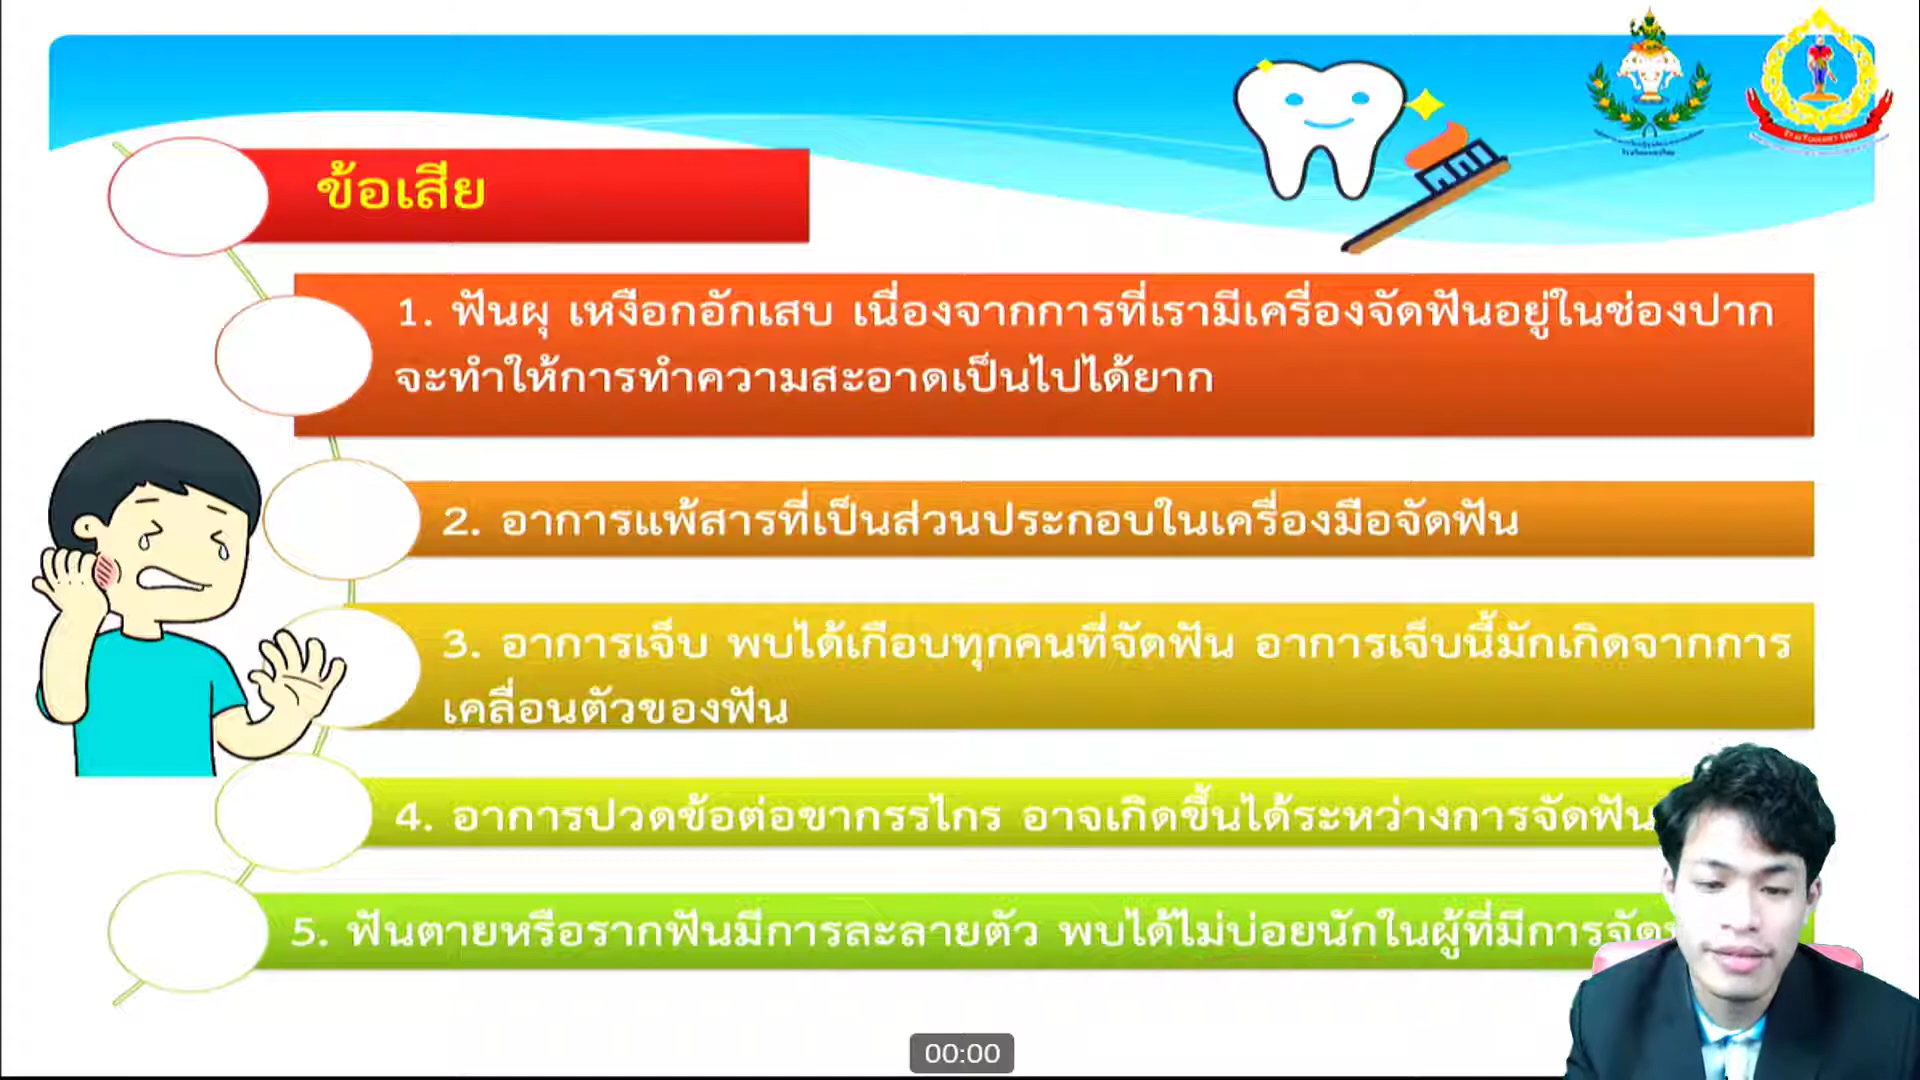 ข้อเสีย
1. ฟันผุ เหงือกอักเสบ เนื่องจากการที่เรามีเครื่องจัดฟันอยู่ในช่องปาก
จะทำให้การทำความสะอาดเป็นไปได้ยาก
2. อาการแพ้สารที่เป็นส่วนประกอบในเครื่องมือจัดฟัน
3. อาการเจ็บ พบได้เกือบทุกคนที่จัดฟัน อาการเจ็บนี้มักเกิดจากการ
เคลื่อนตัวของฟัน
4. อาการปวดข้อต่อขากรรไกร อาจเกิดขึ้นได้ระหว่างการจัดฟัน
5. ฟันตายหรือรากฟันมีการละลายตัว พบได้ไม่บ่อยนักในผู้ที่มีการจัด
00:00